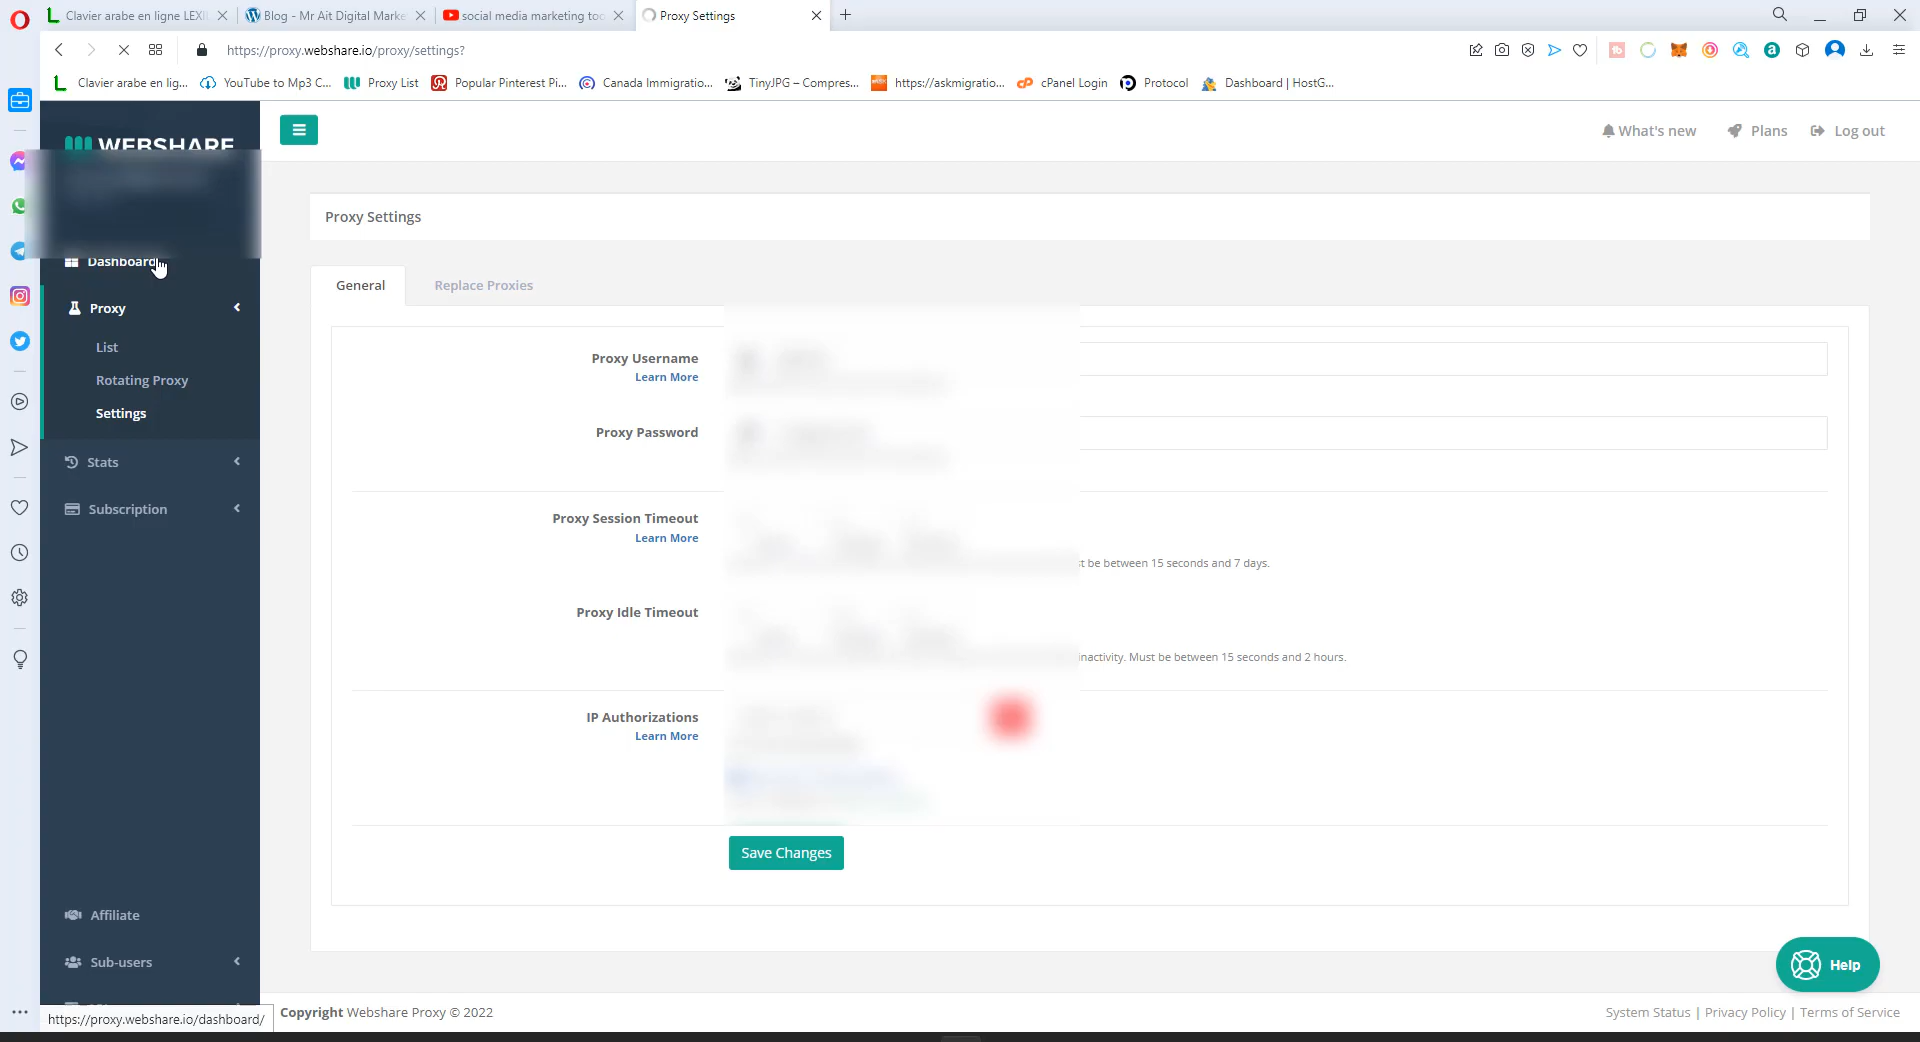 Clavier arabe en ligne LEXI
Blog - Mr Ait Digital Marke
social media marketing too
Proxy Settings
https://proxy.webshare.io/proxy/settings?
Clavier arabe en lig...
YouTube to Mp3 C...
Proxy List
Popular Pinterest Pi...
Canada Immigratio...
TinyJPG – Compres...
https://askmigratio...
cPanel Login
Protocol
Dashboard | HostG...
WEBSHARE
What's new
Plans
Log out
Dashboard
Proxy
List
Rotating Proxy
Settings
Stats
Subscription
Affiliate
Sub-users
Proxy Settings
General
Replace Proxies
Proxy Username
Learn More
Proxy Password
Proxy Session Timeout
Learn More
t be between 15 seconds and 7 days.
Proxy Idle Timeout
inactivity. Must be between 15 seconds and 2 hours.
IP Authorizations
Learn More
Save Changes
Help
https://proxy.webshare.io/dashboard/
Copyright Webshare Proxy © 2022
System Status | Privacy Policy | Terms of Service